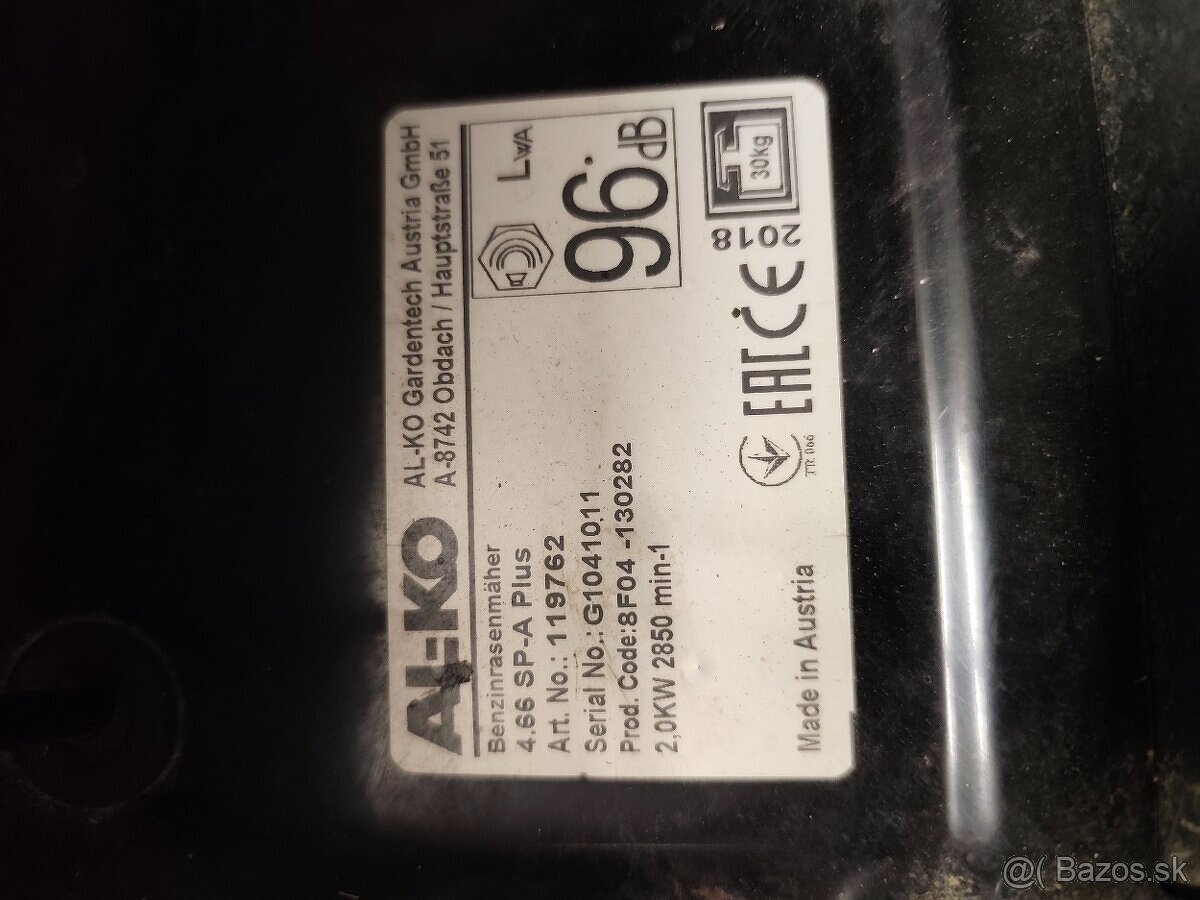 AL-KO
AL-KO Gardentech Austria GmbH
A-8742 Obdach / Hauptstraße 51
Benzinrasenmäher
4.66 SP-A Plus
Art. No.: 119762
Serial No.: G1041011
Prod. Code:8F04 -130282
2,0KW 2850 min-1
LWA
96 dB
Made in Austria
TR 066
EAC CE
2018
30kg
@( Bazos.sk